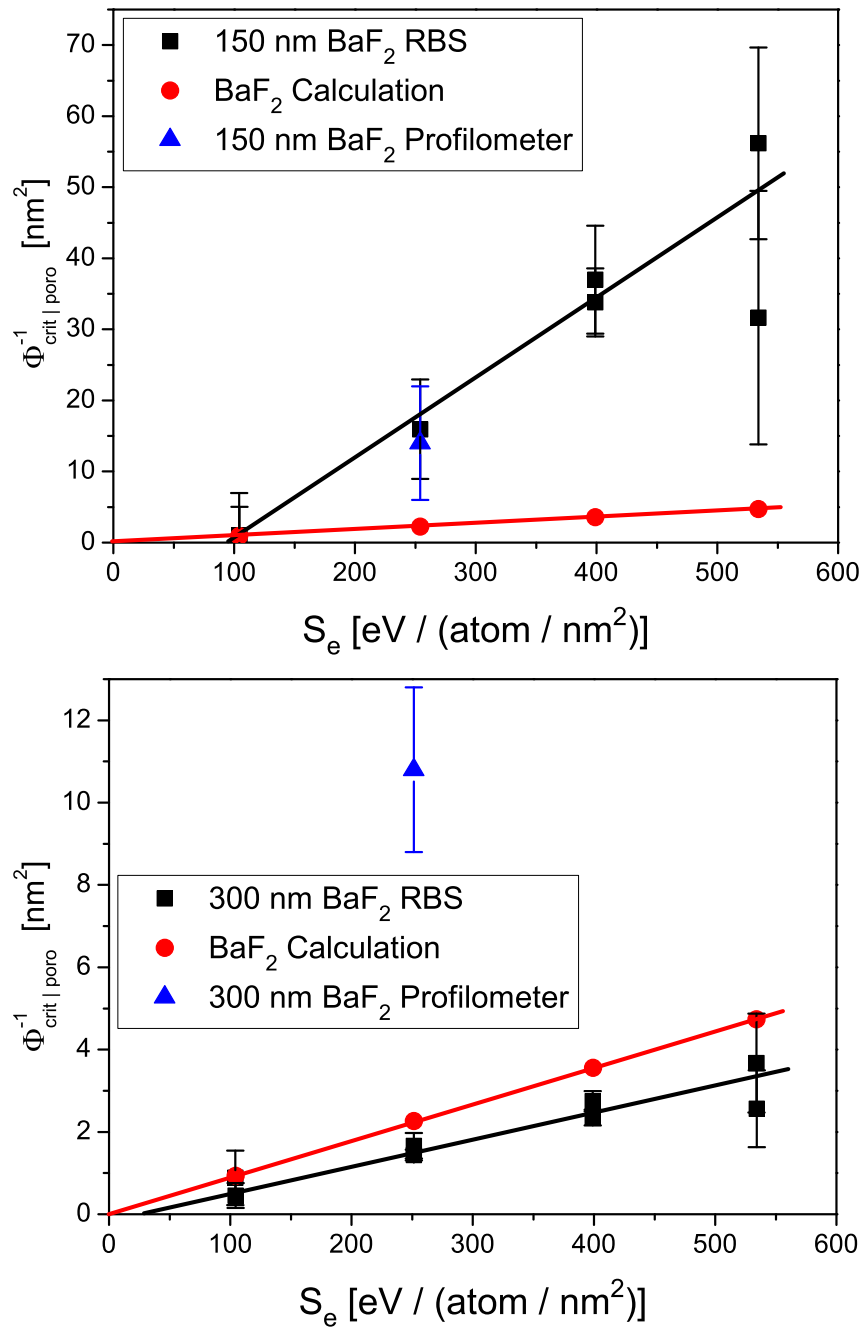 150 nm BaF₂ RBS
BaF₂ Calculation
150 nm BaF₂ Profilometer
Φ⁻¹crit | poro [nm²]
70
60
50
40
30
20
10
0
0 100 200 300 400 500 600
Sₑ [eV / (atom / nm²)]
12
10
8
6
4
2
0
Φ⁻¹crit | poro [nm²]
300 nm BaF₂ RBS
BaF₂ Calculation
300 nm BaF₂ Profilometer
0 100 200 300 400 500 600
Sₑ [eV / (atom / nm²)]